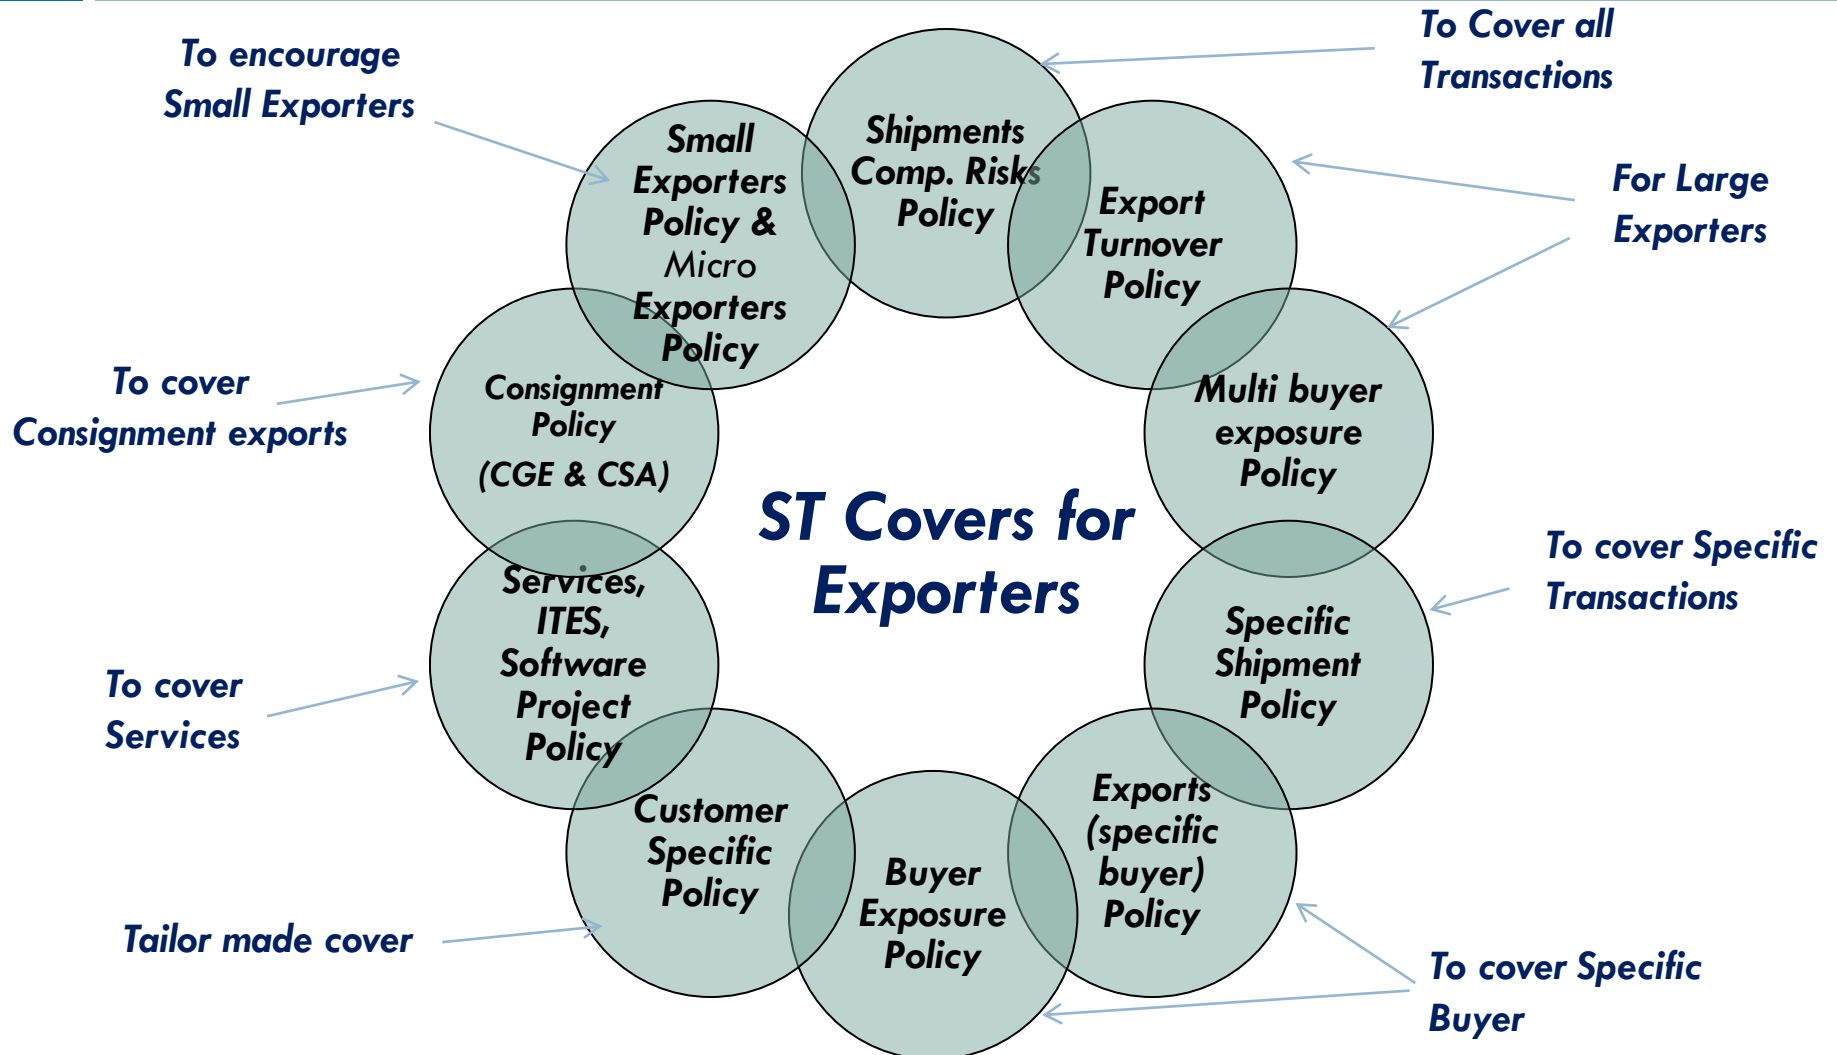 To Cover all
Transactions
To encourage
Small Exporters
Shipments
Comp. Risks
Policy
Small
Exporters
Policy &
Micro
Exporters
Policy
Export
Turnover
Policy
For Large
Exporters
Multi buyer
exposure
Policy
To cover
Consignment exports
Consignment
Policy
(CGE & CSA)
ST Covers for
Exporters
To cover Specific
Transactions
Specific
Shipment
Policy
Services,
ITES,
Software
Project
Policy
To cover
Services
Exports
(specific
buyer)
Policy
Customer
Specific
Policy
Buyer
Exposure
Policy
Tailor made cover
To cover Specific
Buyer